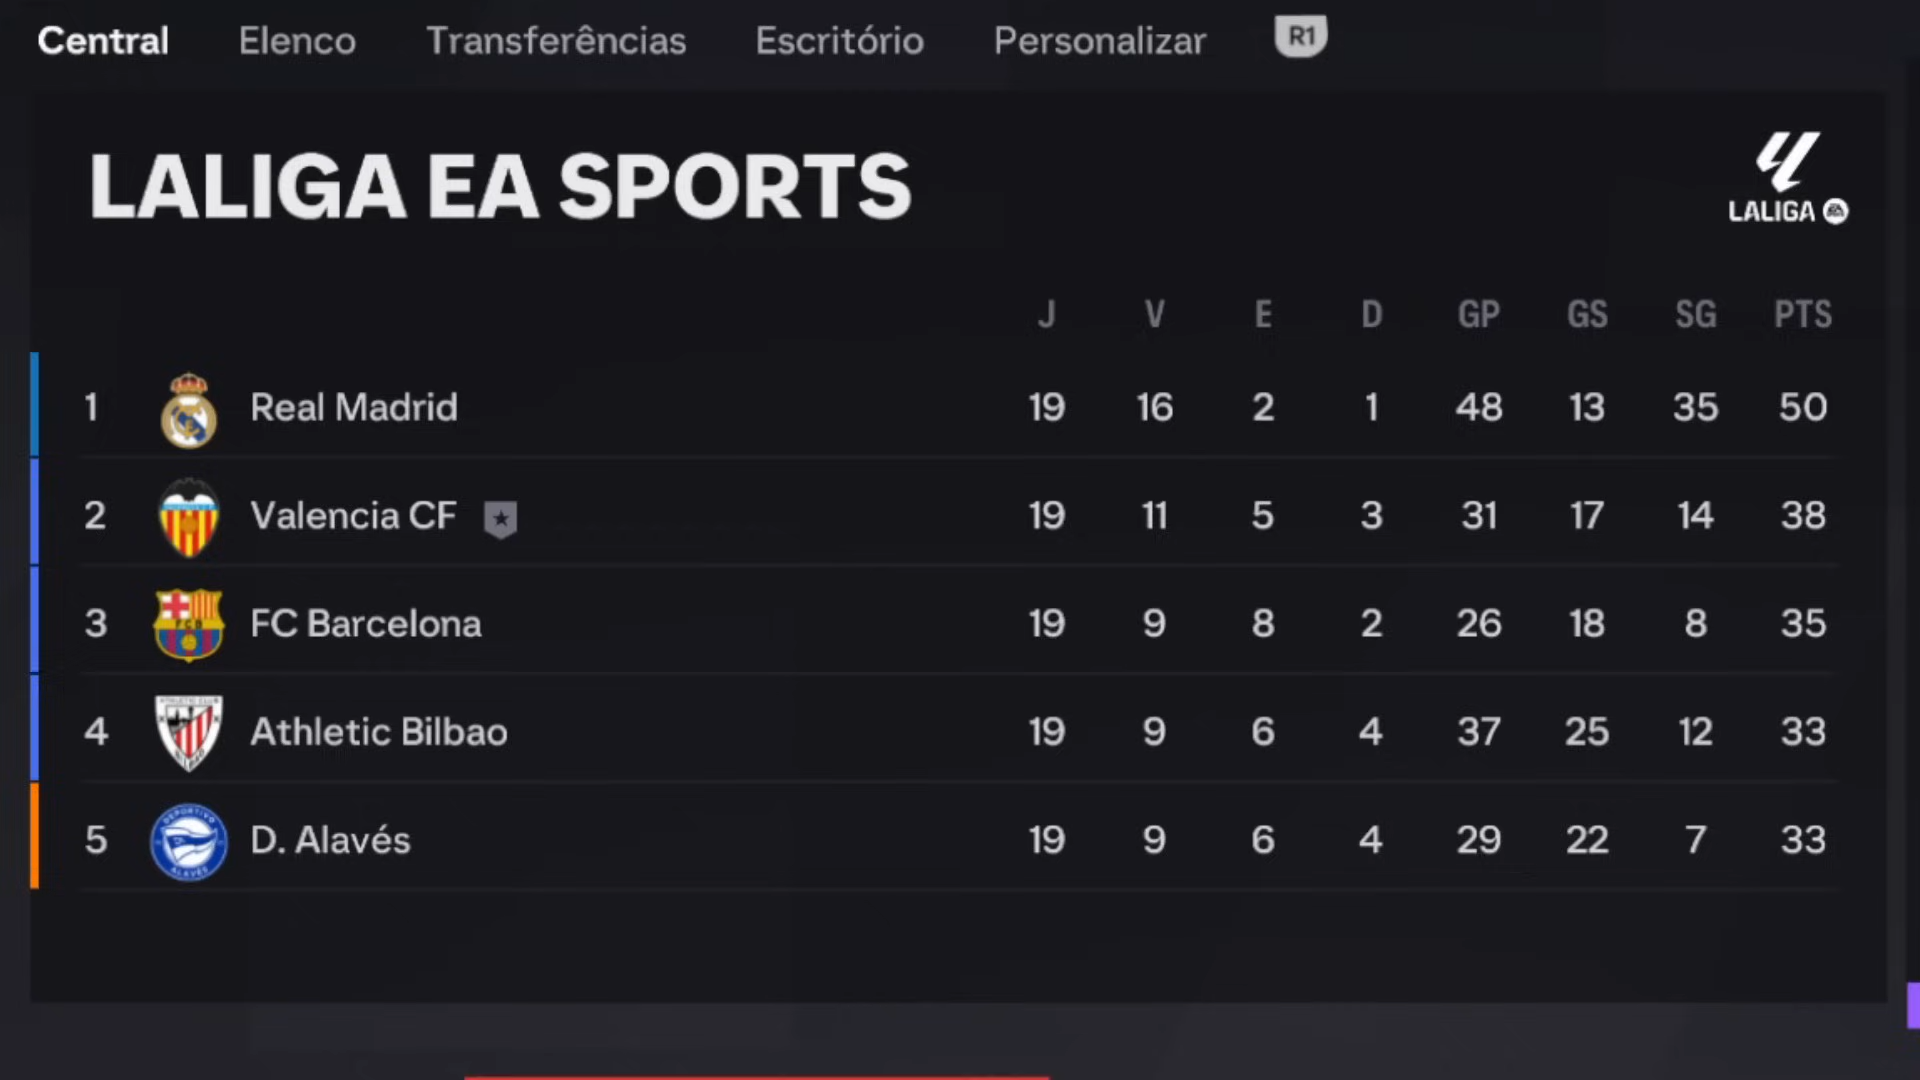 Central Elenco Transferências Escritório Personalizar R1
LALIGA EA SPORTS
LALIGA
J V E D GP GS SG PTS
1 Real Madrid 19 16 2 1 48 13 35 50
2 Valencia CF 19 11 5 3 31 17 14 38
3 FC Barcelona 19 9 8 2 26 18 8 35
4 Athletic Bilbao 19 9 6 4 37 25 12 33
5 D. Alavés 19 9 6 4 29 22 7 33